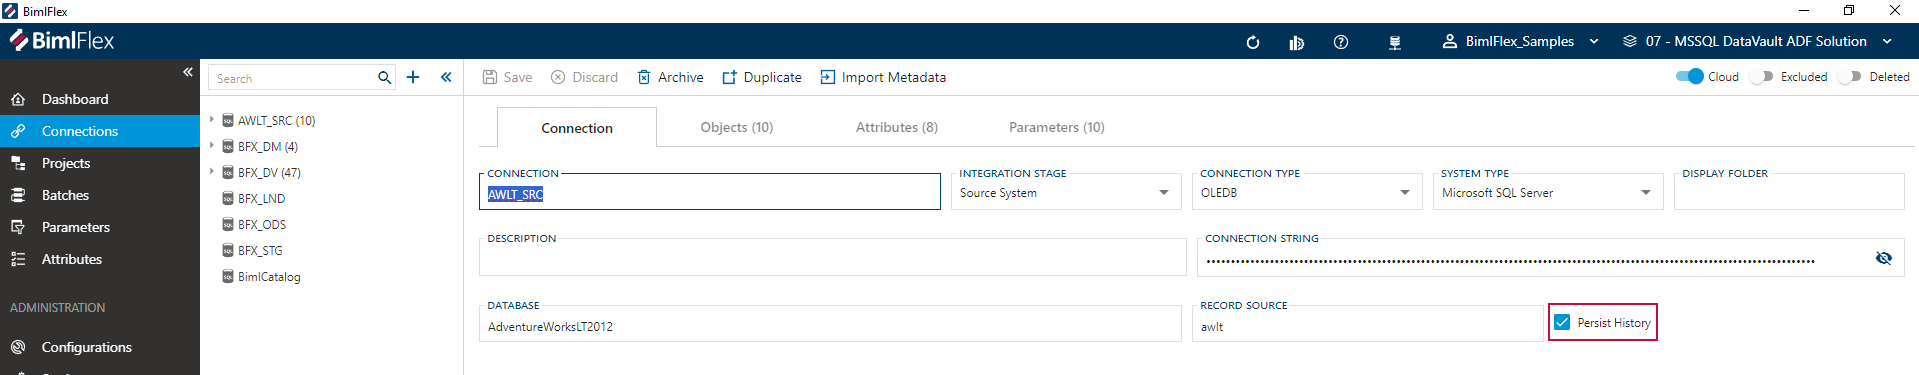 BimlFlex
BimlFlex
BimlFlex_Samples
07 - MSSQL DataVault ADF Solution
Dashboard
Connections
Projects
Batches
Parameters
Attributes
ADMINISTRATION
Configurations
Search
AWLT_SRC (10)
BFX_DM (4)
BFX_DV (47)
BFX_LND
BFX_ODS
BFX_STG
BimlCatalog
Save
Discard
Archive
Duplicate
Import Metadata
Cloud
Excluded
Deleted
Connection
Objects (10)
Attributes (8)
Parameters (10)
CONNECTION
AWLT_SRC
INTEGRATION STAGE
Source System
CONNECTION TYPE
OLEDB
SYSTEM TYPE
Microsoft SQL Server
DISPLAY FOLDER
DESCRIPTION
CONNECTION STRING
DATABASE
AdventureWorksLT2012
RECORD SOURCE
awlt
Persist History